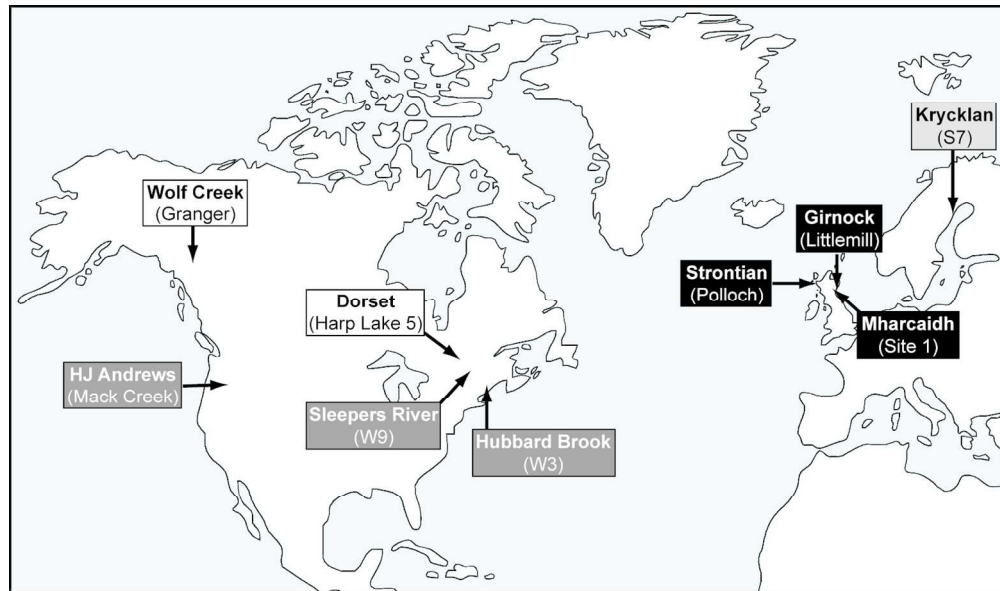 Krycklan
(S7)
Wolf Creek
(Granger)
Girnock
(Littlemill)
Strontian
(Polloch)
Dorset
(Harp Lake 5)
Mharcaidh
(Site 1)
HJ Andrews
(Mack Creek)
Sleepers River
(W9)
Hubbard Brook
(W3)